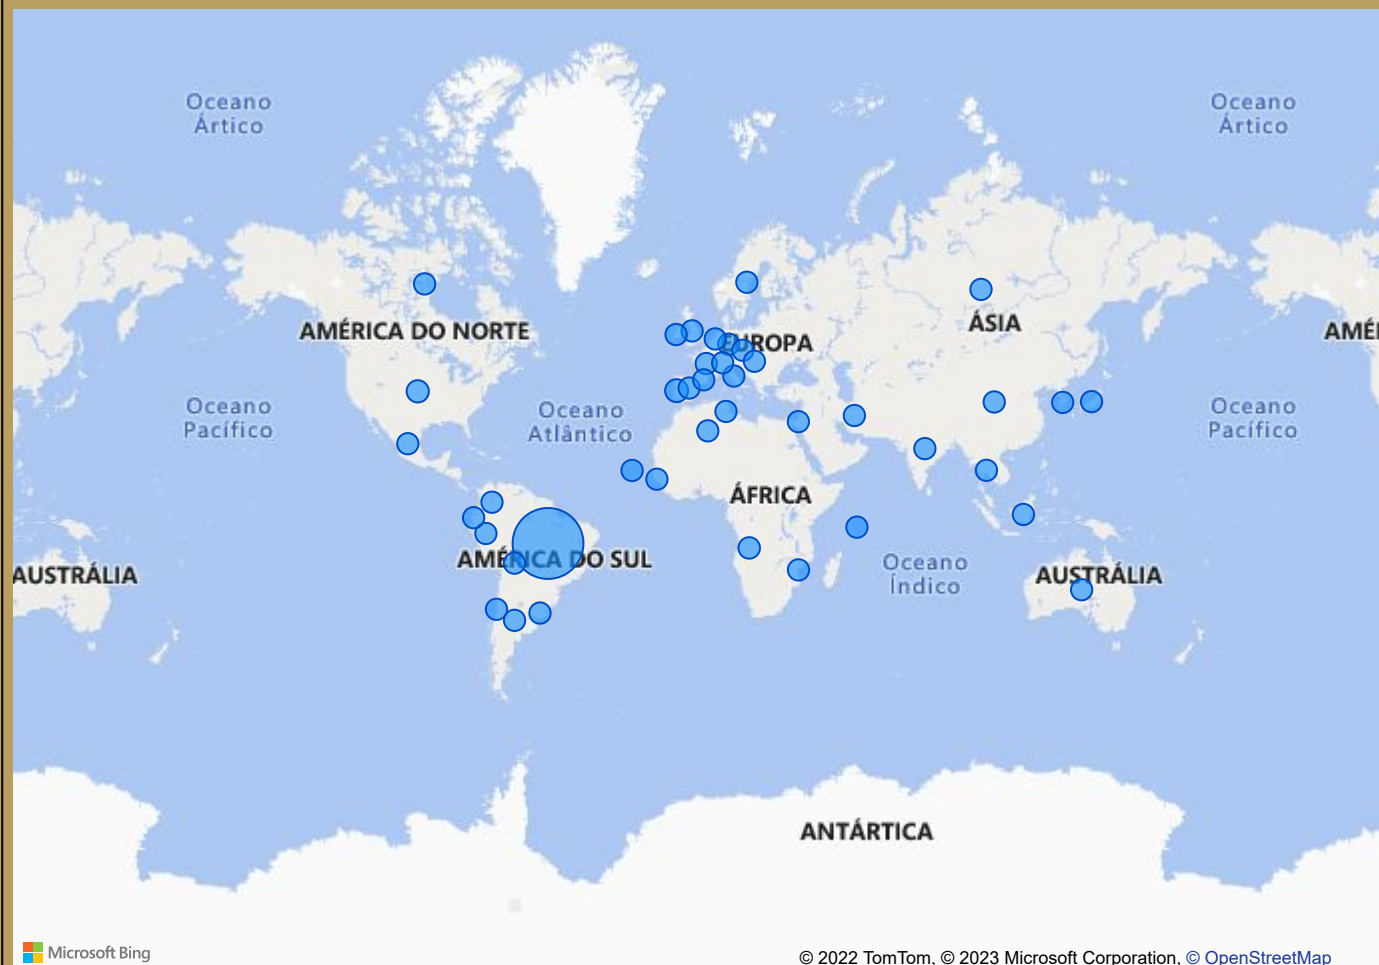 Oceano
Ártico
Oceano
Ártico
AMÉRICA DO NORTE
EUROPA
ÁSIA
AMÉ
Oceano
Pacífico
Oceano
Atlântico
Oceano
Pacífico
ÁFRICA
AMÉRICA DO SUL
Oceano
Índico
AUSTRÁLIA
AUSTRÁLIA
ANTÁRTICA
Microsoft Bing
© 2022 TomTom, © 2023 Microsoft Corporation, © OpenStreetMap